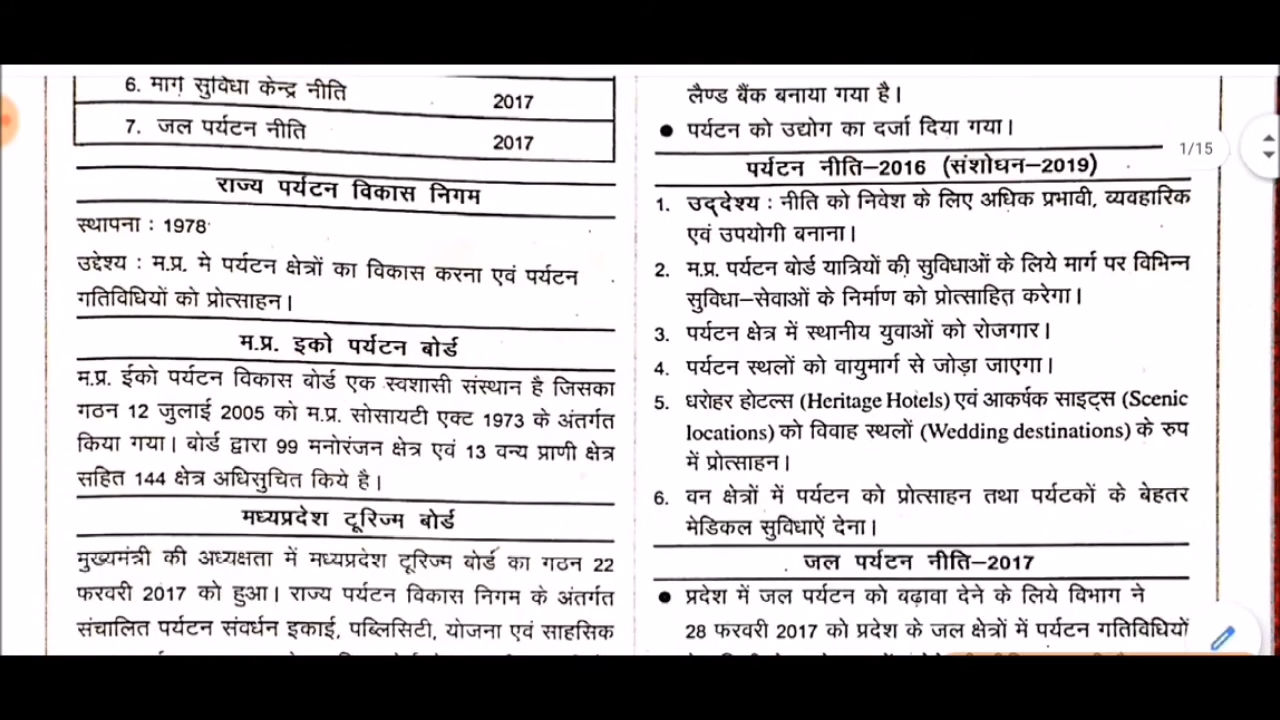 6. मार्ग सुविधा केन्द्र नीति 2017
7. जल पर्यटन नीति 2017
राज्य पर्यटन विकास निगम
स्थापना : 1978
उद्देश्य : म.प्र. मे पर्यटन क्षेत्रों का विकास करना एवं पर्यटन
गतिविधियों को प्रोत्साहन।
म.प्र. इको पर्यटन बोर्ड
म.प्र. ईको पर्यटन विकास बोर्ड एक स्वशासी संस्थान है जिसका
गठन 12 जुलाई 2005 को म.प्र. सोसायटी एक्ट 1973 के अंतर्गत
किया गया। बोर्ड द्वारा 99 मनोरंजन क्षेत्र एवं 13 वन्य प्राणी क्षेत्र
सहित 144 क्षेत्र अधिसुचित किये है।
मध्यप्रदेश टूरिज्म बोर्ड
मुख्यमंत्री की अध्यक्षता में मध्यप्रदेश टूरिज्म बोर्ड का गठन 22
फरवरी 2017 को हुआ। राज्य पर्यटन विकास निगम के अंतर्गत
संचालित पर्यटन संवर्धन इकाई, पब्लिसिटी, योजना एवं साहसिक
लैण्ड बैंक बनाया गया है।
● पर्यटन को उद्योग का दर्जा दिया गया।
1/15
पर्यटन नीति–2016 (संशोधन–2019)
1. उद्देश्य : नीति को निवेश के लिए अधिक प्रभावी, व्यवहारिक
एवं उपयोगी बनाना।
2. म.प्र. पर्यटन बोर्ड यात्रियों की सुविधाओं के लिये मार्ग पर विभिन्न
सुविधा–सेवाओं के निर्माण को प्रोत्साहित करेगा।
3. पर्यटन क्षेत्र में स्थानीय युवाओं को रोजगार।
4. पर्यटन स्थलों को वायुमार्ग से जोड़ा जाएगा।
5. धरोहर होटल्स (Heritage Hotels) एवं आकर्षक साइट्स (Scenic
locations) को विवाह स्थलों (Wedding destinations) के रुप
में प्रोत्साहन।
6. वन क्षेत्रों में पर्यटन को प्रोत्साहन तथा पर्यटकों के बेहतर
मेडिकल सुविधाऐं देना।
जल पर्यटन नीति–2017
● प्रदेश में जल पर्यटन को बढ़ावा देने के लिये विभाग ने
28 फरवरी 2017 को प्रदेश के जल क्षेत्रों में पर्यटन गतिविधियों